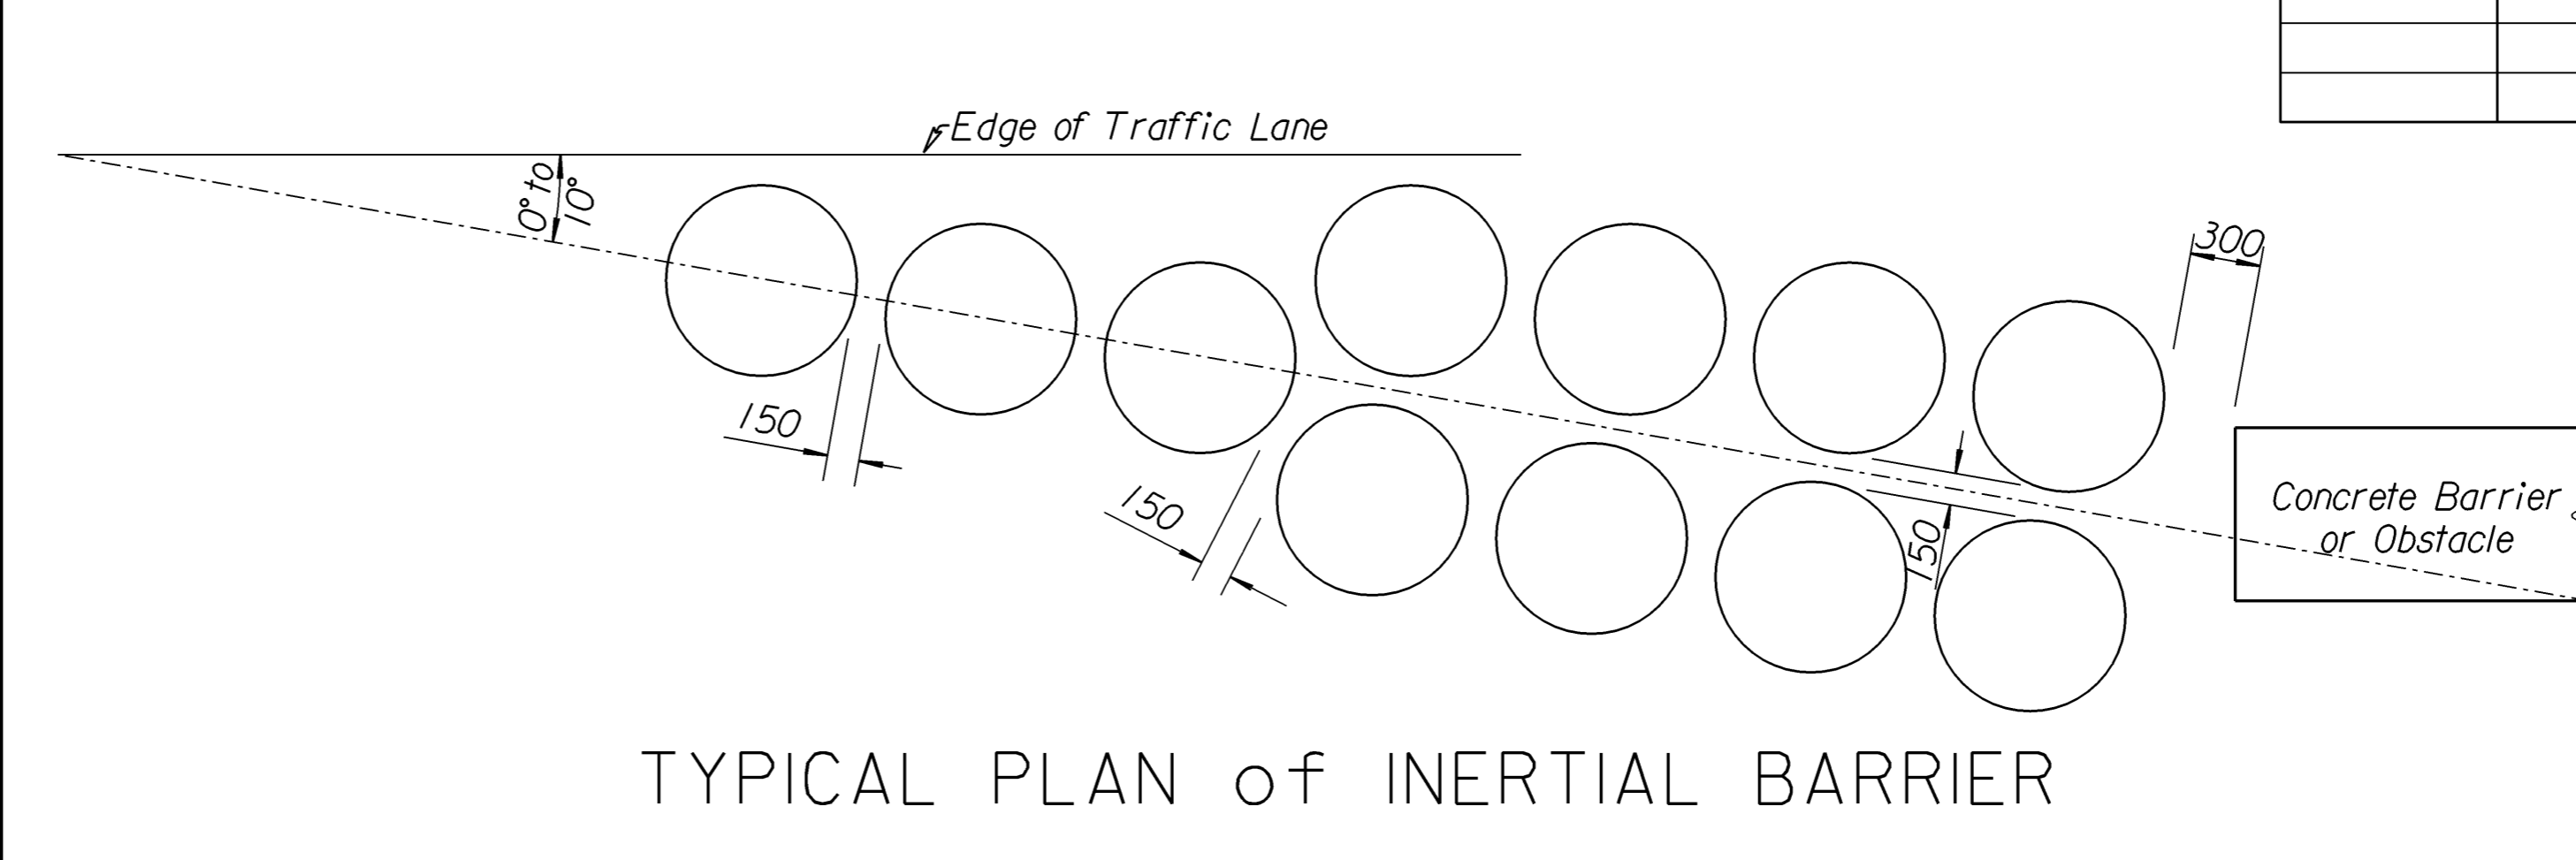 Edge of Traffic Lane
0° to
10°
300
150
150
150
Concrete Barrier
or Obstacle
TYPICAL PLAN of INERTIAL BARRIER